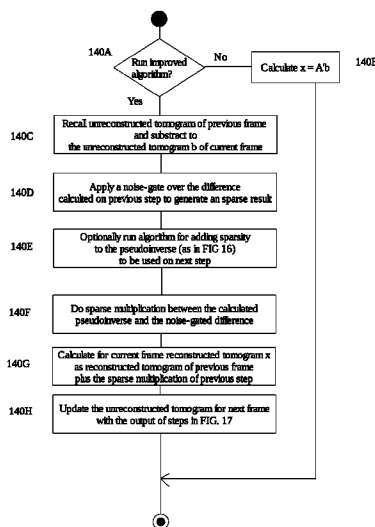 140A
Run improved
algorithm?
No
Calculate x = A'b
140B
Yes
140C
Recall unreconstructed tomogram of previous frame
and substract to
the unreconstructed tomogram b of current frame
140D
Apply a noise-gate over the difference
calculted on previous step to generate an sparse result
140E
Optionally run algorithm for adding sparsity
to the pseudoinverse (as in FIG 16)
to be used on next step
140F
Do sparse multiplication between the calculated
pseudoinverse and the noise-gated difference
140G
Calculate for current frame reconstructed tomogram x
as reconstructed tomogram of previous frame
plus the sparse multiplication of previous step
140H
Update the unreconstructed tomogram for next frame
with the output of steps in FIG. 17